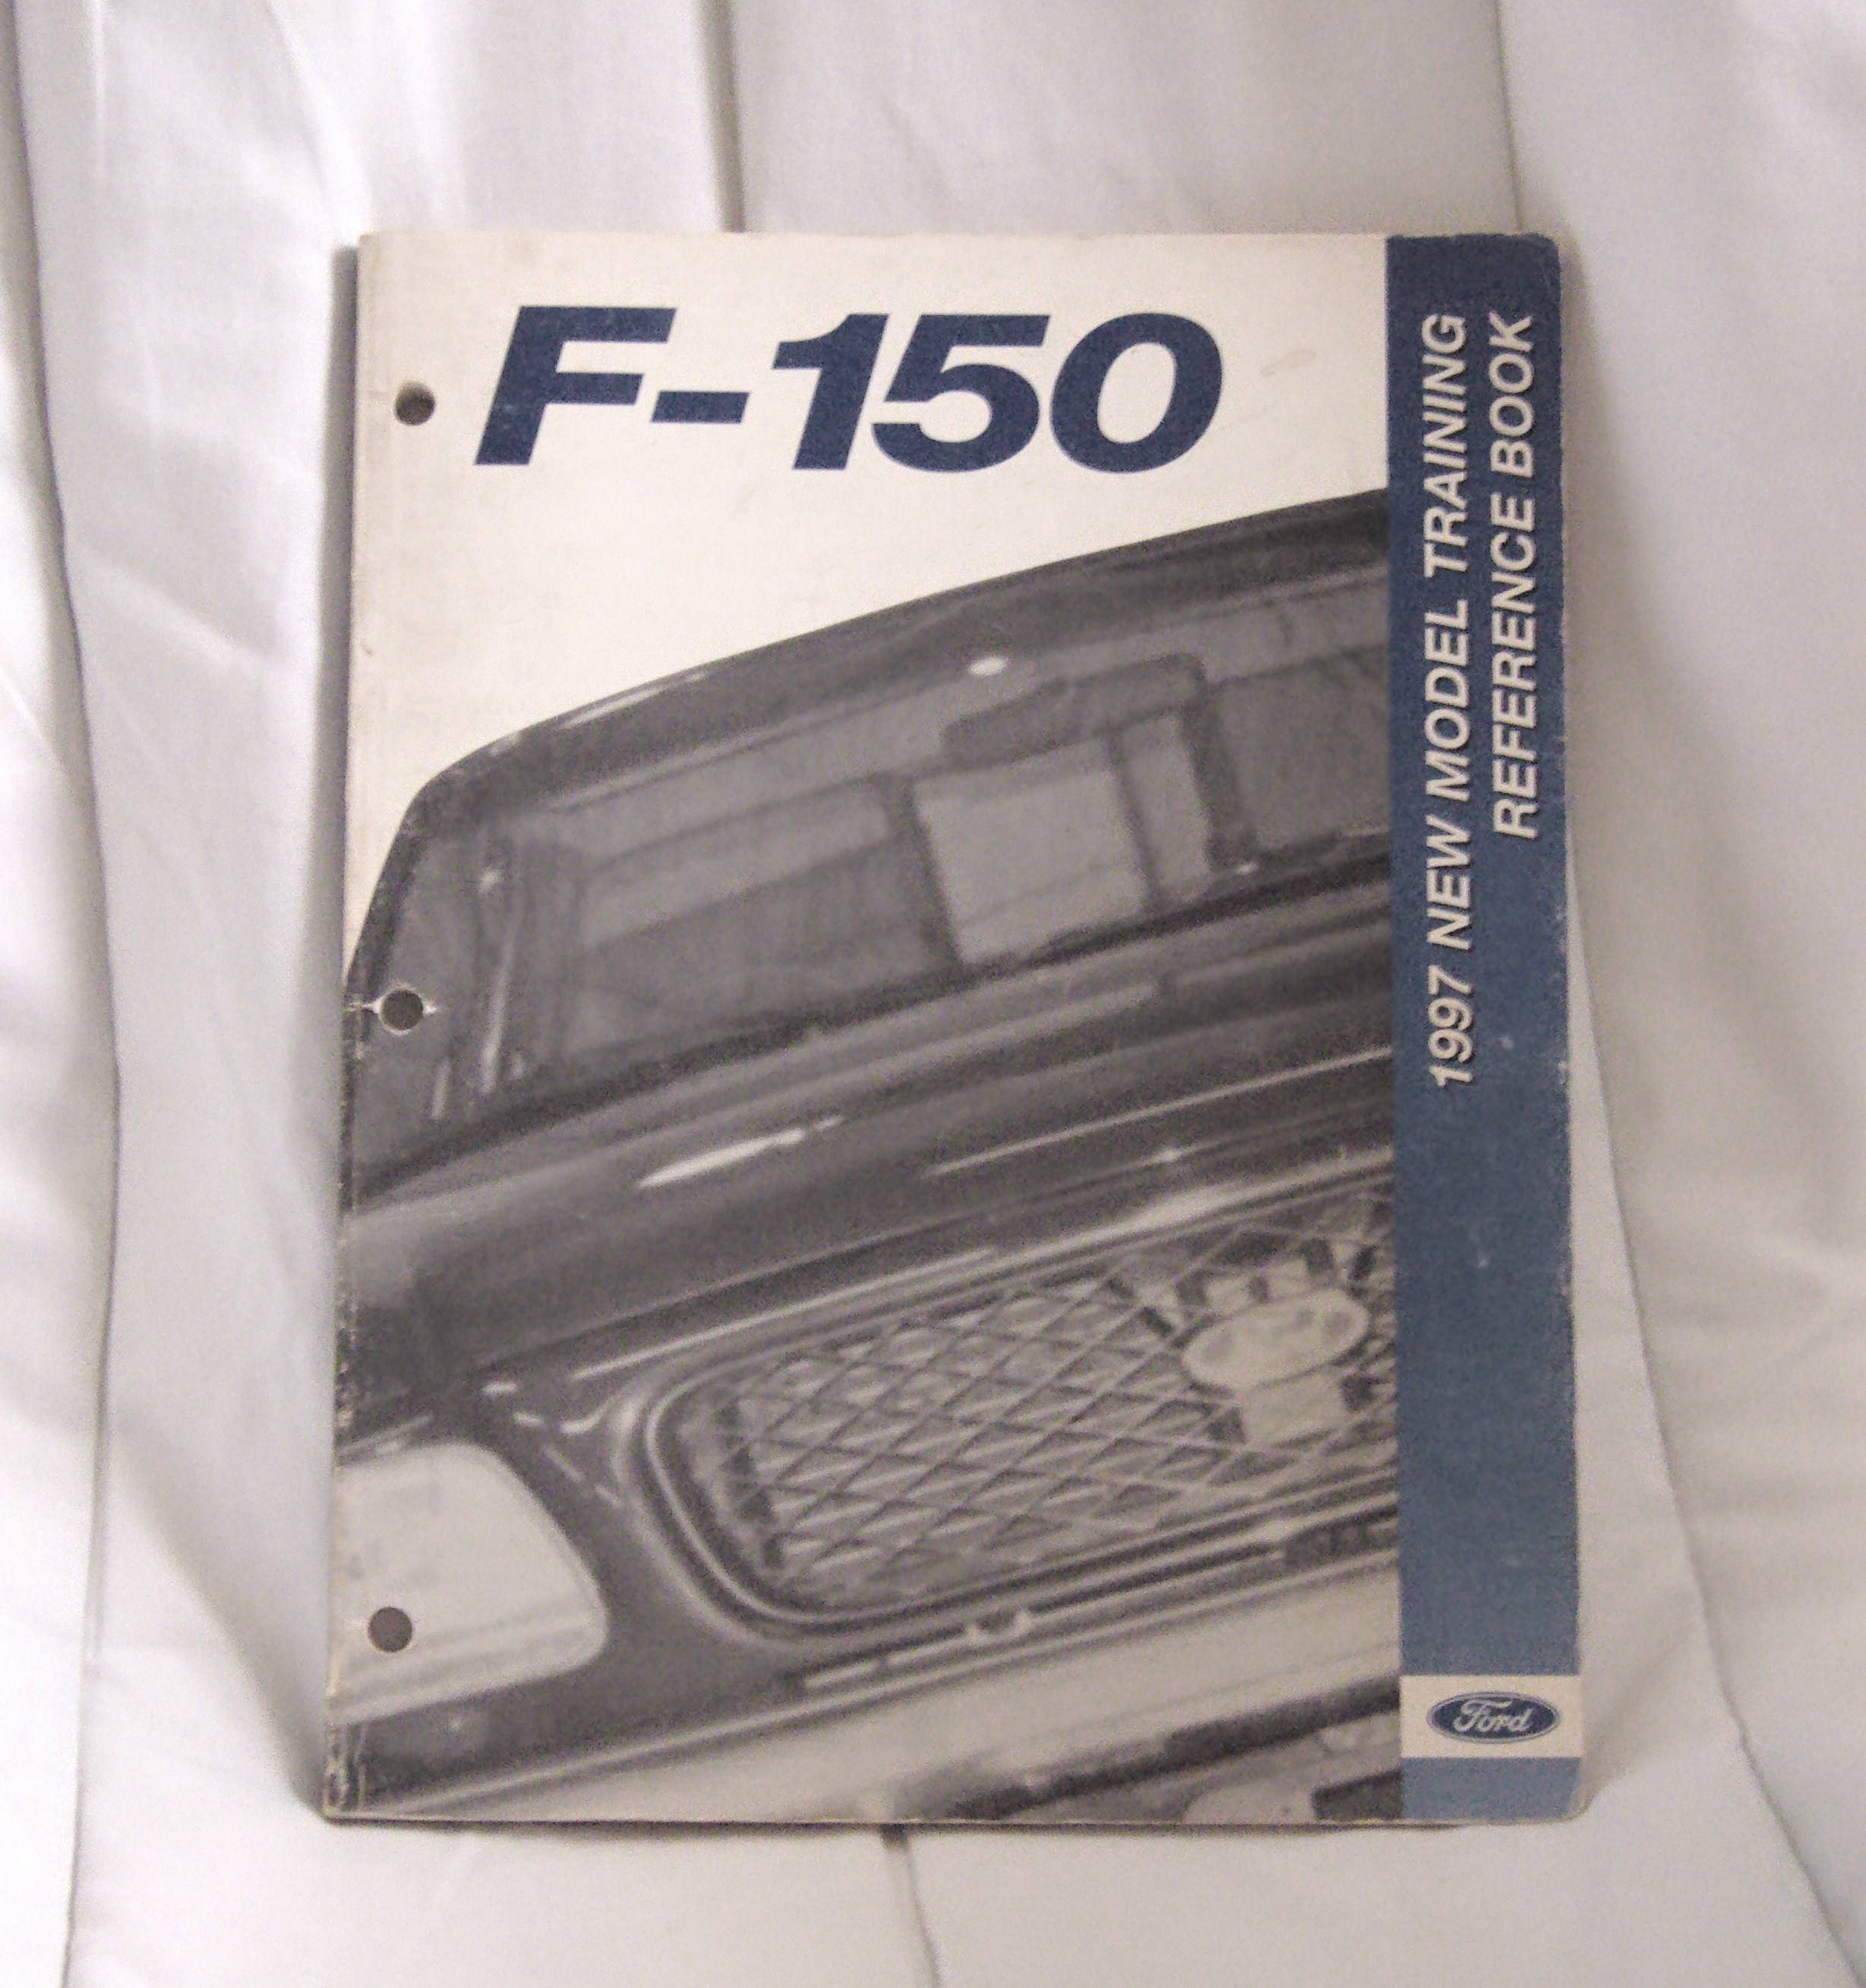 F-150
1997 NEW MODEL TRAINING
REFERENCE BOOK
Ford